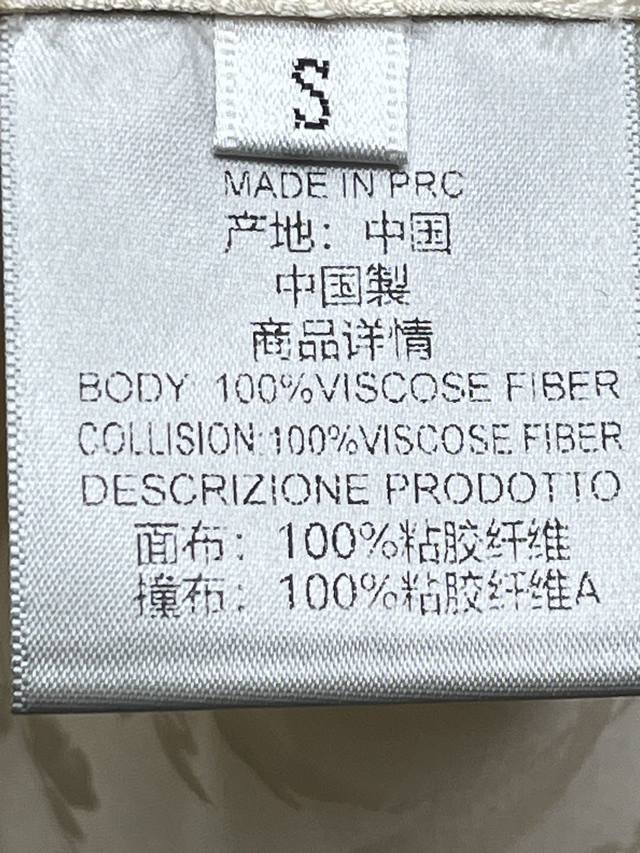 S
MADE IN PRC
产地：中国
中国製
商品详情
BODY 100%VISCOSE FIBER
COLLISION:100%VISCOSE FIBER
DESCRIZIONE PRODOTTO
面布：100%粘胶纤维
撞布：100%粘胶纤维A